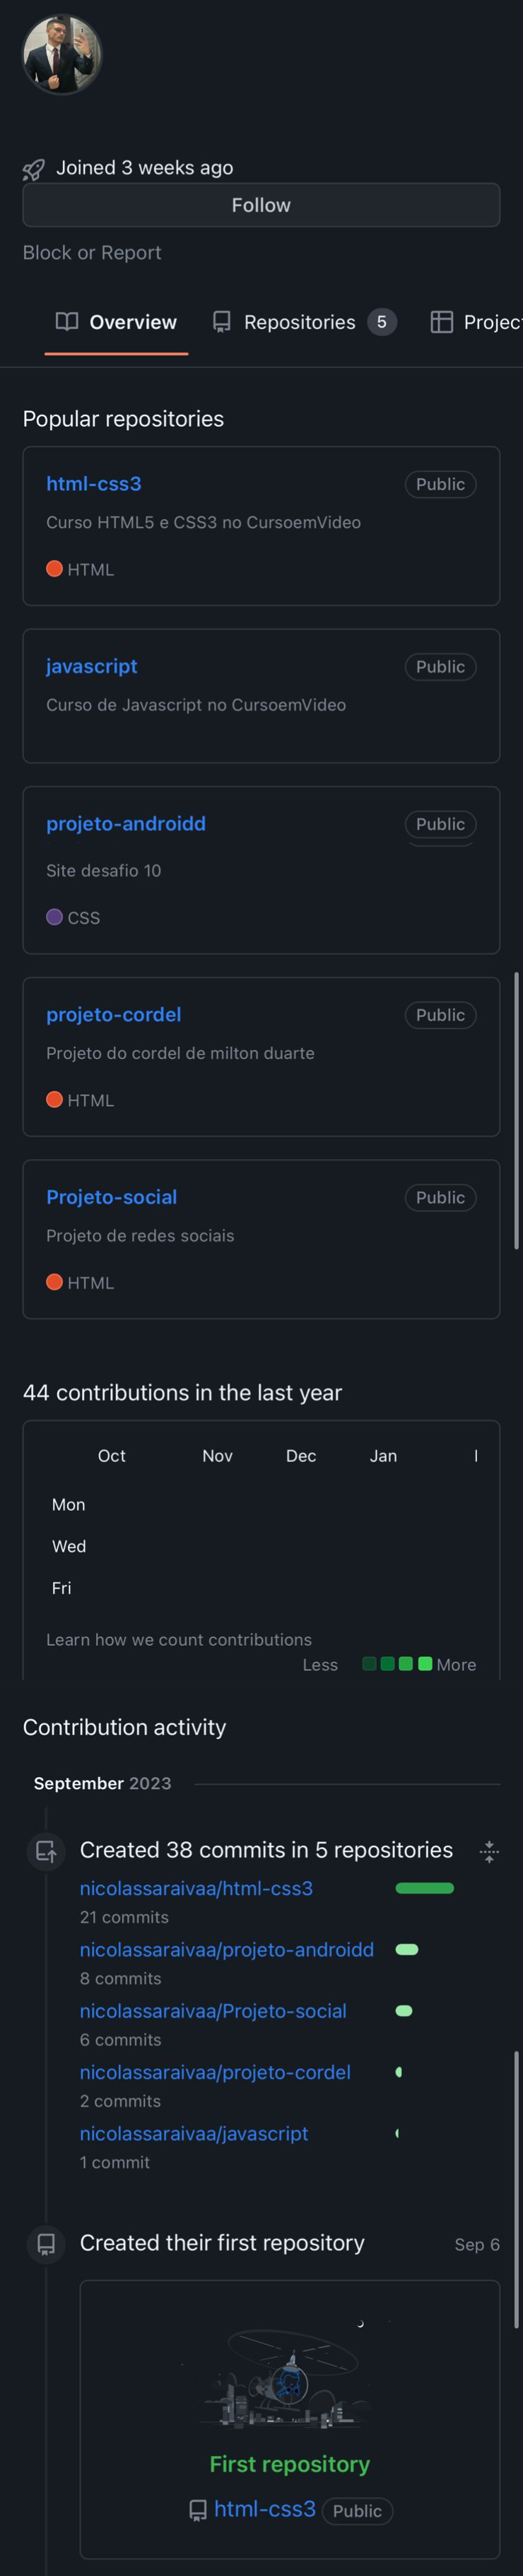 Joined 3 weeks ago
Follow
Block or Report
Overview
Repositories 5
Projec
Popular repositories
html-css3 Public
Curso HTML5 e CSS3 no CursoemVideo
HTML
javascript Public
Curso de Javascript no CursoemVideo
projeto-androidd Public
Site desafio 10
CSS
projeto-cordel Public
Projeto do cordel de milton duarte
HTML
Projeto-social Public
Projeto de redes sociais
HTML
44 contributions in the last year
Oct Nov Dec Jan
Mon
Wed
Fri
Learn how we count contributions
Less More
Contribution activity
September 2023
Created 38 commits in 5 repositories
nicolassaraivaa/html-css3
21 commits
nicolassaraivaa/projeto-androidd
8 commits
nicolassaraivaa/Projeto-social
6 commits
nicolassaraivaa/projeto-cordel
2 commits
nicolassaraivaa/javascript
1 commit
Created their first repository Sep 6
First repository
html-css3 Public